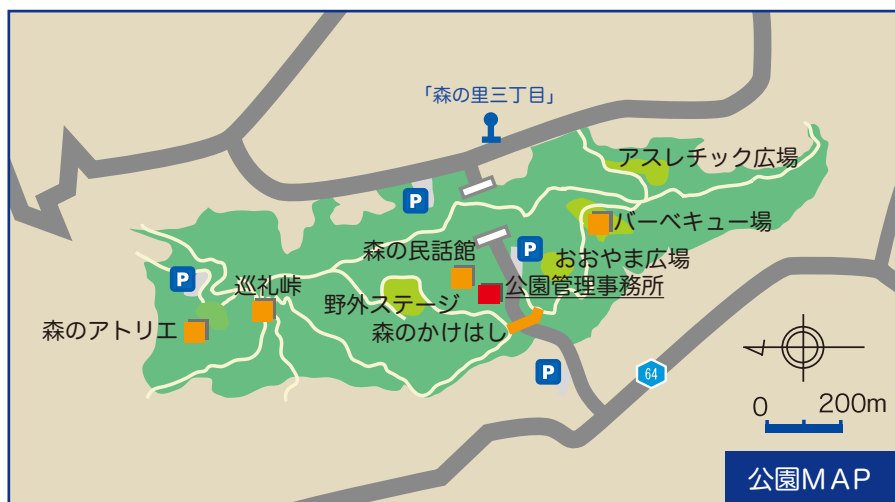 「森の里三丁目」
アスレチック広場
P
バーベキュー場
森の民話館
P
おおやま広場
P
巡礼峠
野外ステージ
公園管理事務所
森のアトリエ
森のかけはし
P
64
0 200m
公園MAP